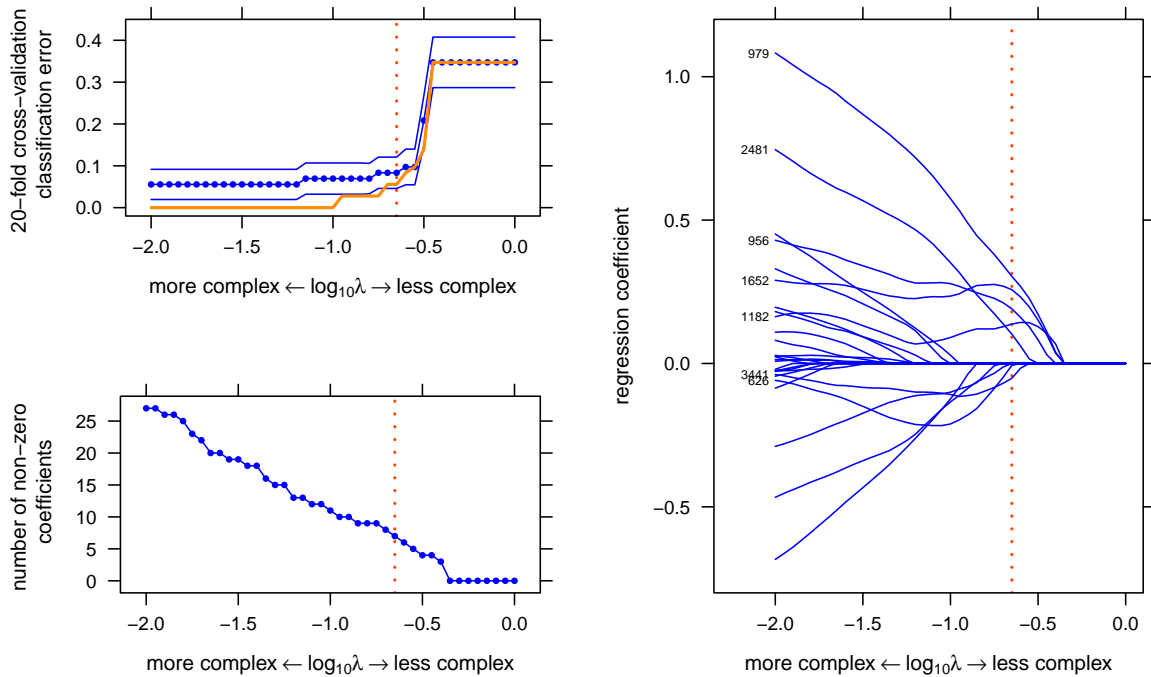 20−fold cross−validation
classification error
0.4
0.3
0.2
0.1
0.0
−2.0 −1.5 −1.0 −0.5 0.0
more complex ← log10λ → less complex
number of non−zero
coefficients
25
20
15
10
5
0
−2.0 −1.5 −1.0 −0.5 0.0
more complex ← log10λ → less complex
regression coefficient
1.0
0.5
0.0
−0.5
979
2481
956
1652
1182
3441
626
−2.0 −1.5 −1.0 −0.5 0.0
more complex ← log10λ → less complex